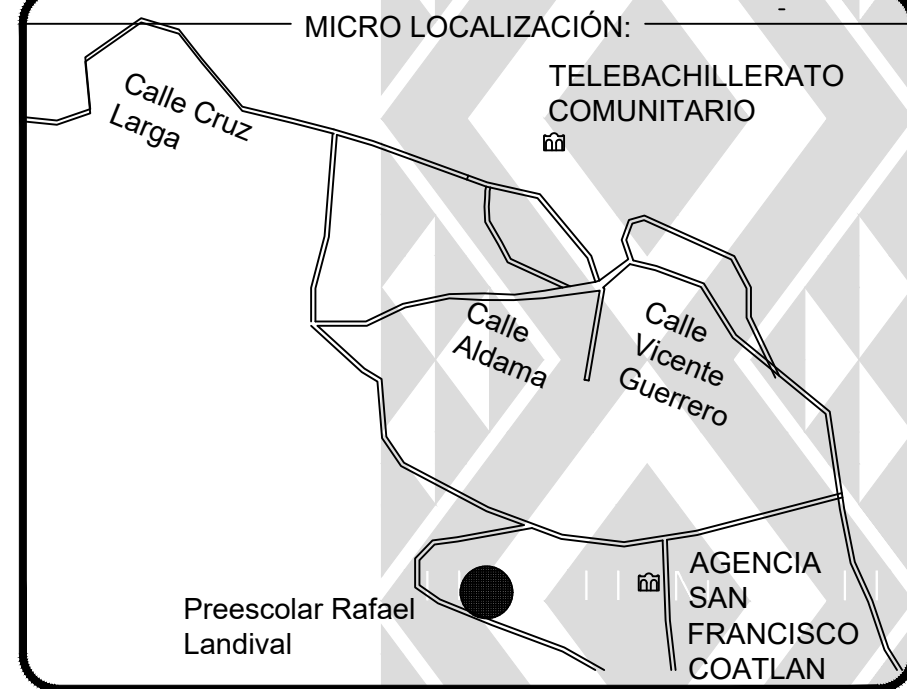 MICRO LOCALIZACIÓN:
TELEBACHILLERATO
COMUNITARIO
Calle Cruz
Larga
Calle
Aldama
Calle
Vicente
Guerrero
Preescolar Rafael
Landival
AGENCIA
SAN
FRANCISCO
COATLAN